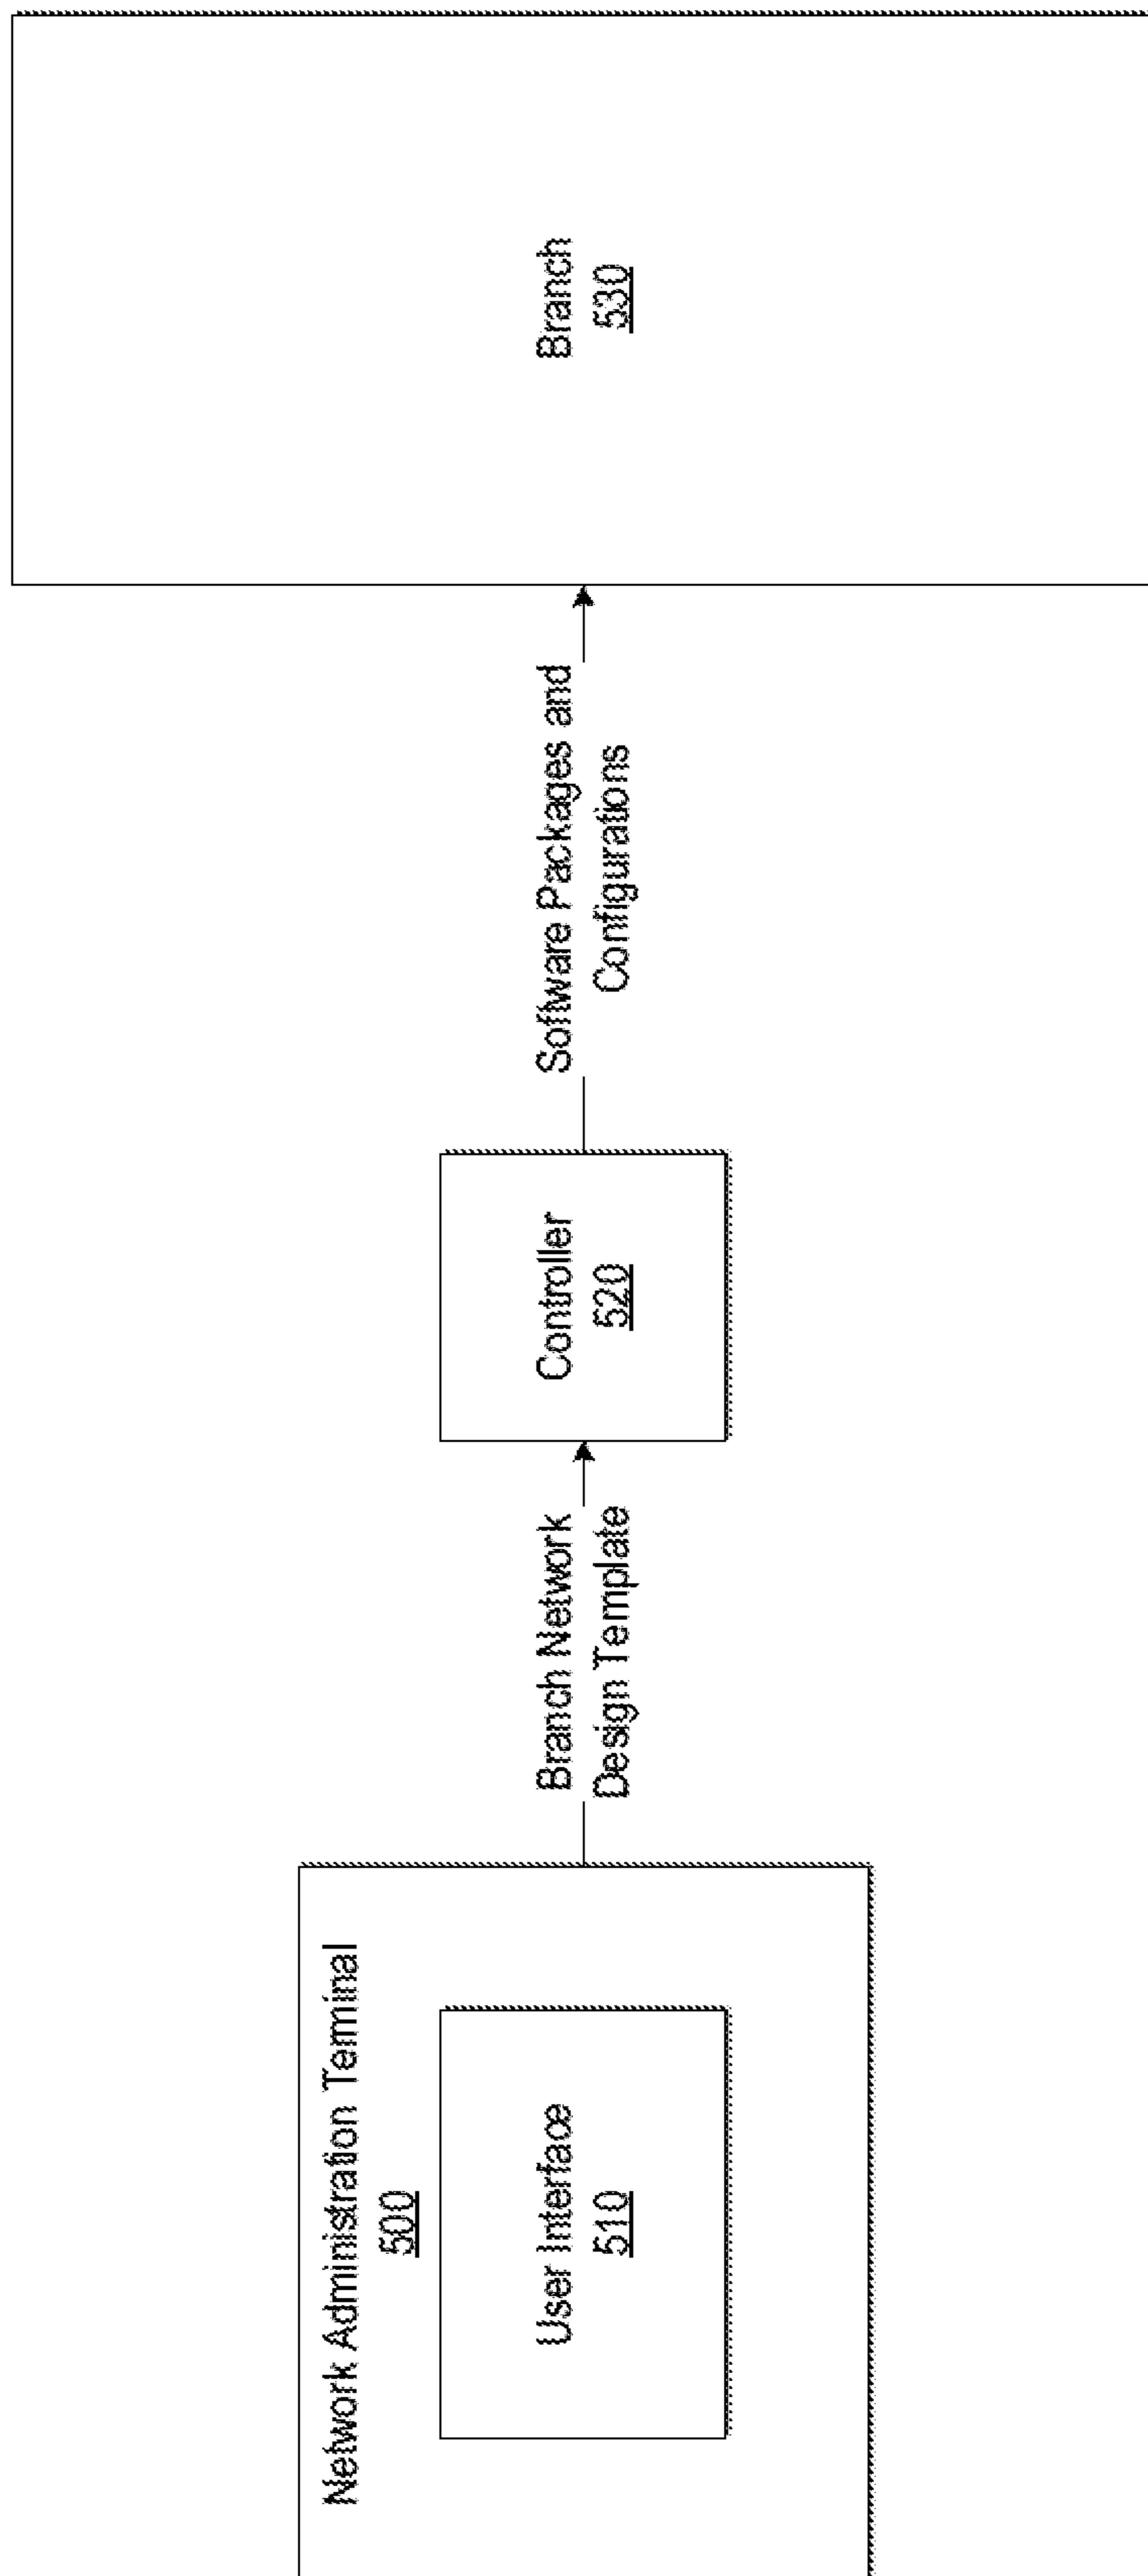 Network Administration Terminal
500
User Interface
510
Branch Network
Design Template
Controller
520
Software Packages and
Configurations
Branch
530